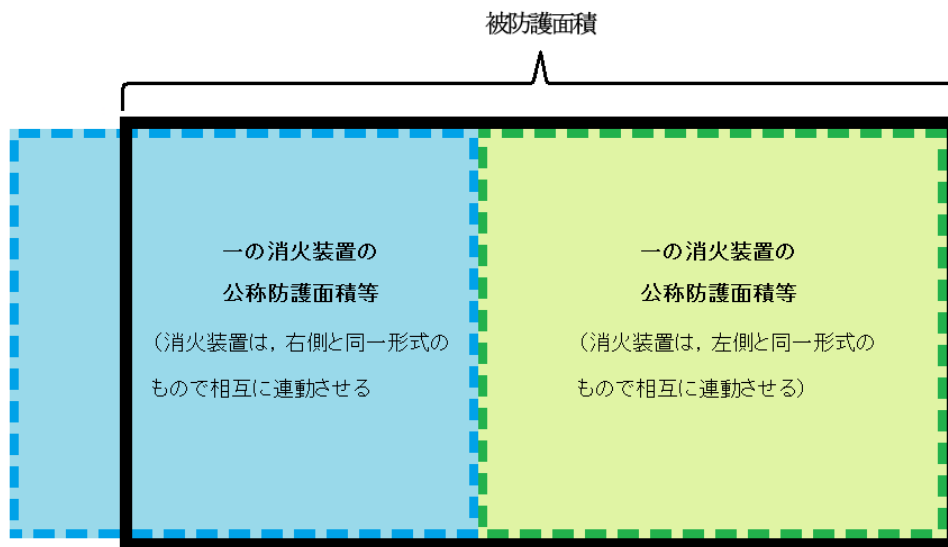 被防護面積
一の消火装置の
公称防護面積等
（消火装置は，右側と同一形式の
もので相互に連動させる
一の消火装置の
公称防護面積等
（消火装置は，左側と同一形式の
もので相互に連動させる）